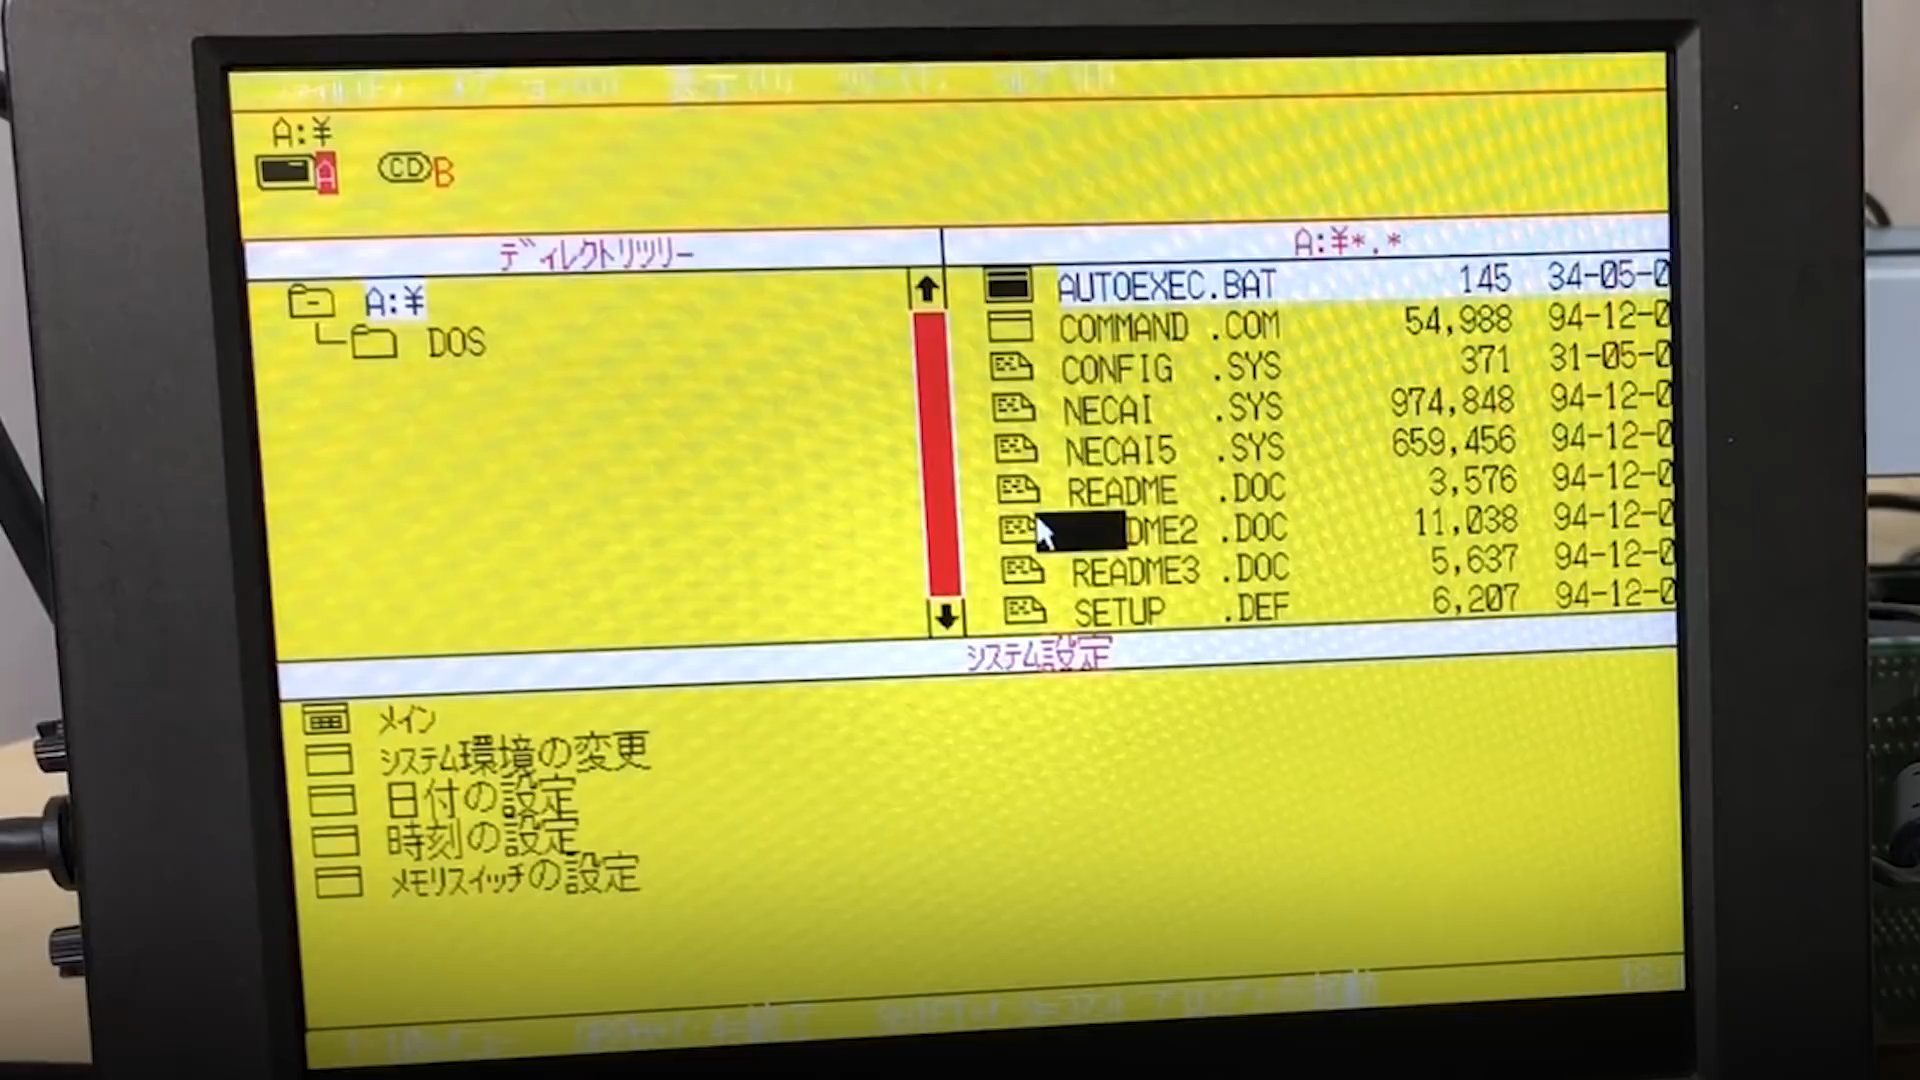 A:¥
A CDB
ディレクトリツリー
A:¥*.*
A:¥
DOS
AUTOEXEC.BAT 145 34-05-0
COMMAND .COM 54,988 94-12-0
CONFIG .SYS 371 31-05-0
NECAI .SYS 974,848 94-12-0
NECAI5 .SYS 659,456 94-12-0
README .DOC 3,576 94-12-0
DME2 .DOC 11,038 94-12-0
README3 .DOC 5,637 94-12-0
SETUP .DEF 6,207 94-12-0
システム設定
メイン
システム環境の変更
日付の設定
時刻の設定
メモリスイッチの設定